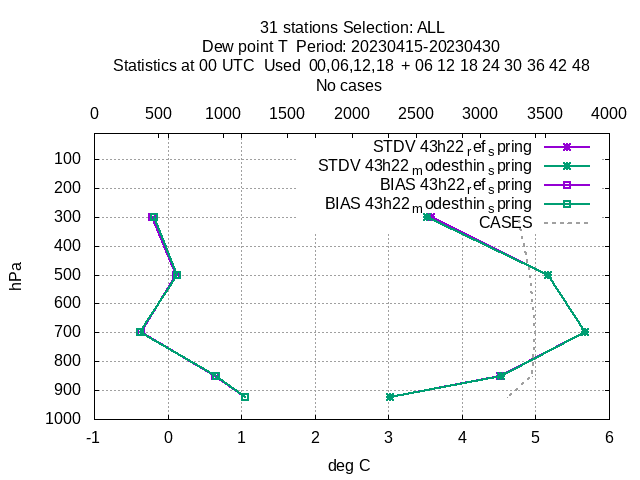 31 stations Selection: ALL
Dew point T  Period: 20230415-20230430
Statistics at 00 UTC  Used  00,06,12,18  + 06 12 18 24 30 36 42 48
No cases
0 500 1000 1500 2000 2500 3000 3500 4000
STDV 43h22_ref_spring
STDV 43h22_modesthin_spring
BIAS 43h22_ref_spring
BIAS 43h22_modesthin_spring
CASES
100
200
300
400
500
600
700
800
900
1000
hPa
-1 0 1 2 3 4 5 6
deg C